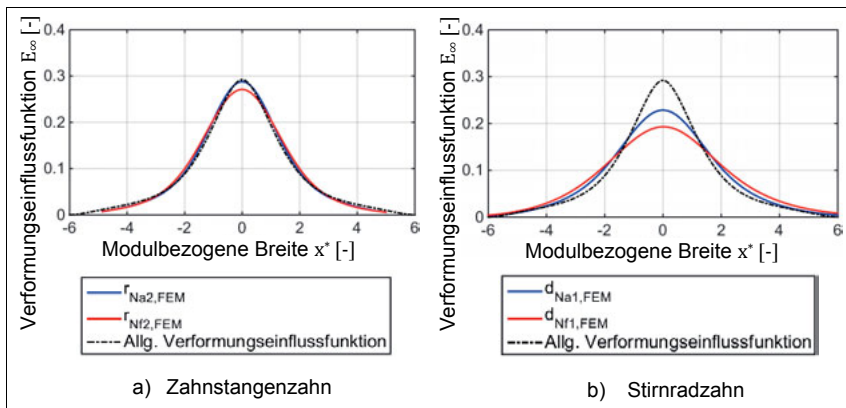 Verformungseinflussfunktion E∞ [-]
0.4
0.3
0.2
0.1
0
-6 -4 -2 0 2 4 6
Modulbezogene Breite x* [-]
r_Na2,FEM
r_Nf2,FEM
Allg. Verformungseinflussfunktion
a) Zahnstangenzahn
Verformungseinflussfunktion E∞ [-]
0.4
0.3
0.2
0.1
0
-6 -4 -2 0 2 4 6
Modulbezogene Breite x* [-]
d_Na1,FEM
d_Nf1,FEM
Allg. Verformungseinflussfunktion
b) Stirnradzahn